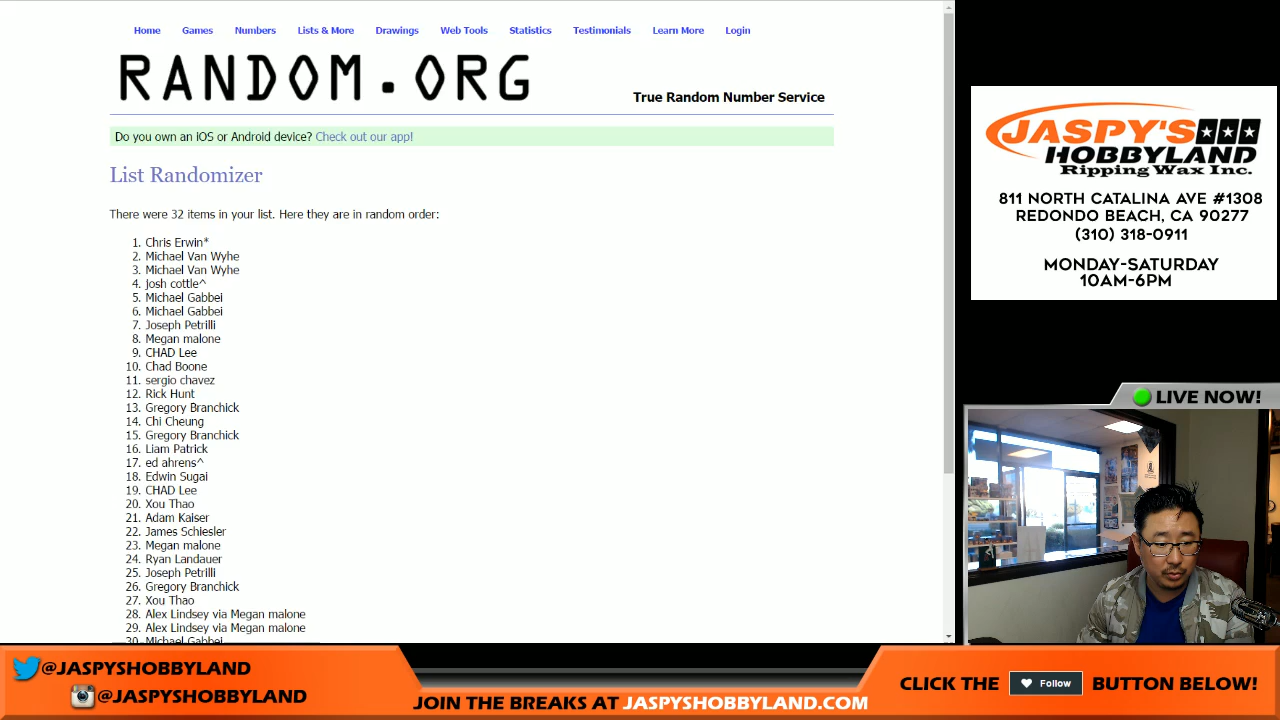 Home Games Numbers Lists & More Drawings Web Tools Statistics Testimonials Learn More Login
RANDOM.ORG
True Random Number Service
Do you own an iOS or Android device? Check out our app!
List Randomizer
There were 32 items in your list. Here they are in random order:
1. Chris Erwin*
2. Michael Van Wyhe
3. Michael Van Wyhe
4. Josh cottle^
5. Michael Gabbei
6. Michael Gabbei
7. Joseph Petrilli
8. Megan malone
9. CHAD Lee
10. Chad Boone
11. sergio chavez
12. Rick Hunt
13. Gregory Branchick
14. Chi Cheung
15. Gregory Branchick
16. Liam Patrick
17. ed ahrens^
18. Edwin Sugai
19. CHAD Lee
20. Xou Thao
21. Adam Kaiser
22. James Schiesler
23. Megan malone
24. Ryan Landauer
25. Joseph Petrilli
26. Gregory Branchick
27. Xou Thao
28. Alex Lindsey via Megan malone
29. Alex Lindsey via Megan malone
30. Michael Gabbei
JASPY'S
HOBBYLAND
Ripping Wax Inc.
811 NORTH CATALINA AVE #1308
REDONDO BEACH, CA 90277
(310) 318-0911
MONDAY-SATURDAY
10AM-6PM
LIVE NOW!
@JASPYSHOBBYLAND
@JASPYSHOBBYLAND
JOIN THE BREAKS AT JASPYSHOBBYLAND.COM
CLICK THE Follow BUTTON BELOW!